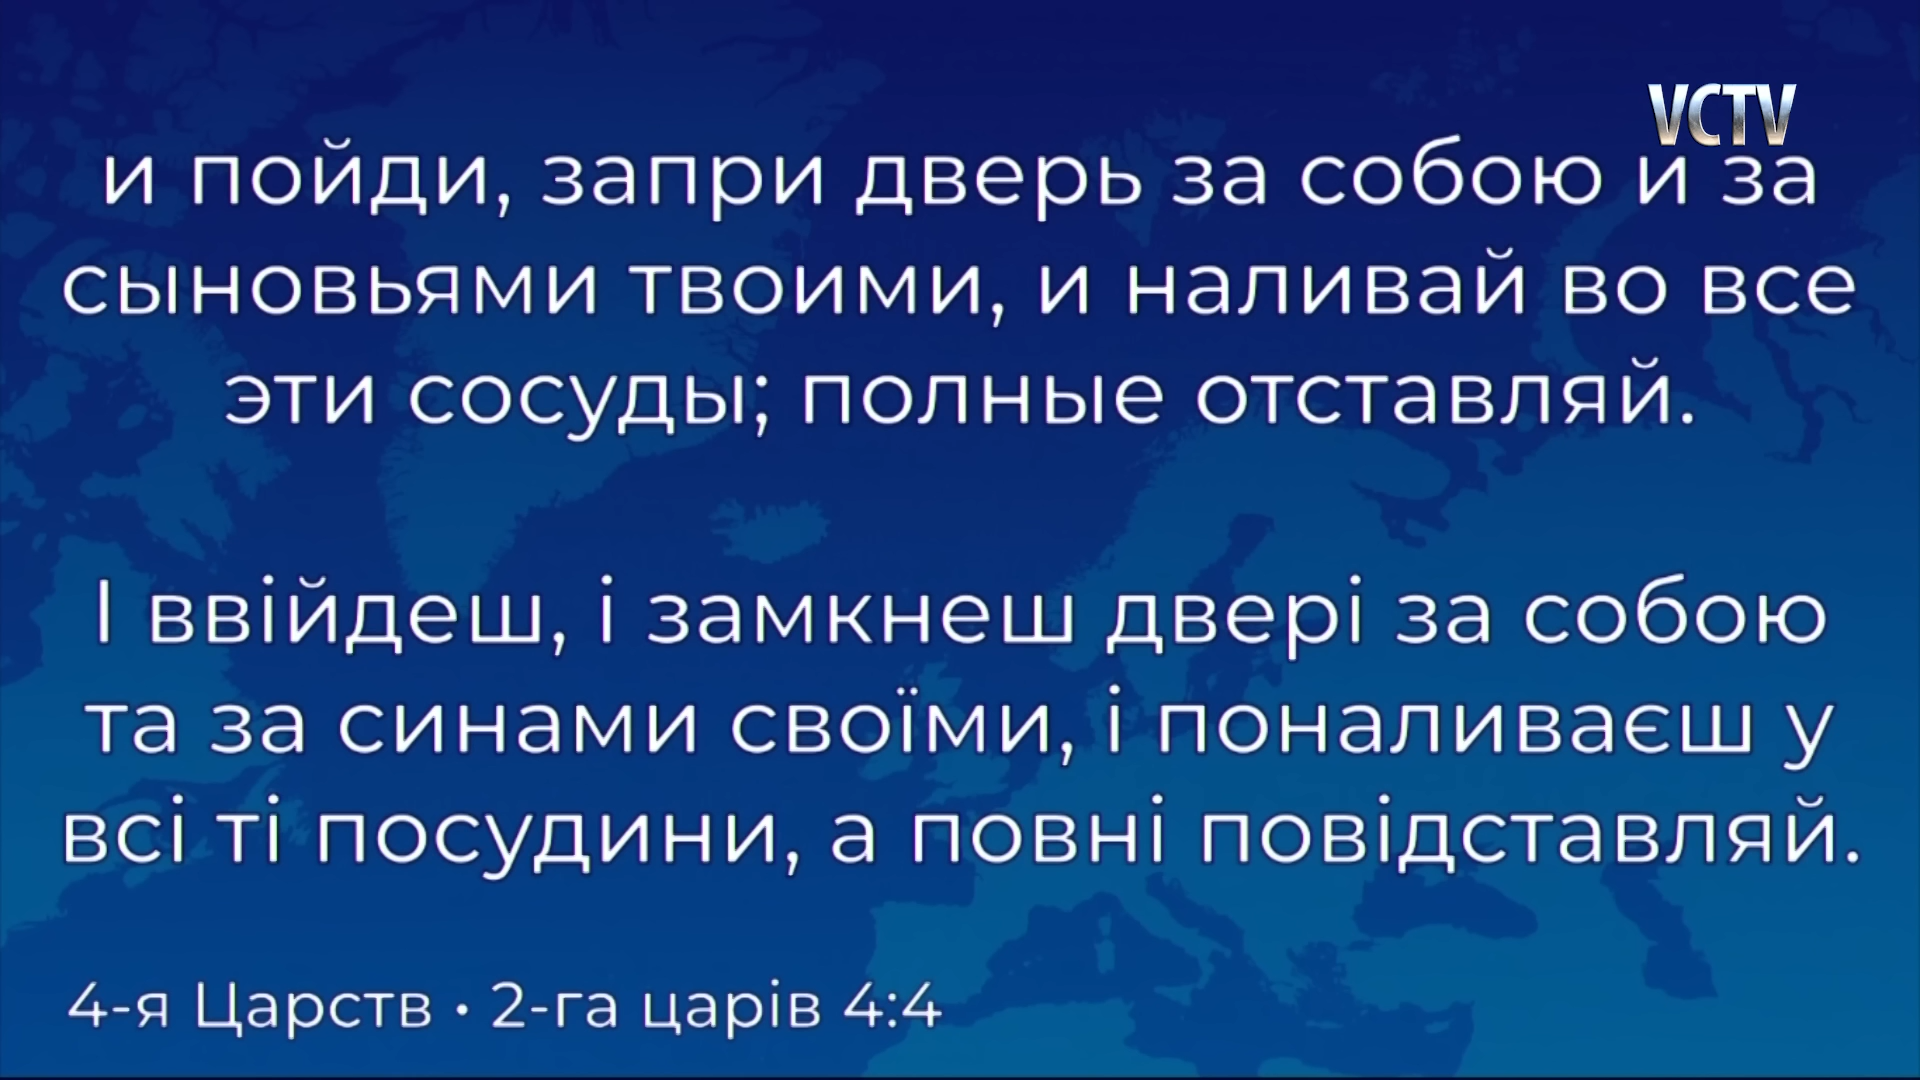 VCTV
и пойди, запри дверь за собою и за
сыновьями твоими, и наливай во все
эти сосуды; полные отставляй.
І ввійдеш, і замкнеш двері за собою
та за синами своїми, і поналиваєш у
всі ті посудини, а повні повідставляй.
4-я Царств • 2-га царів 4:4